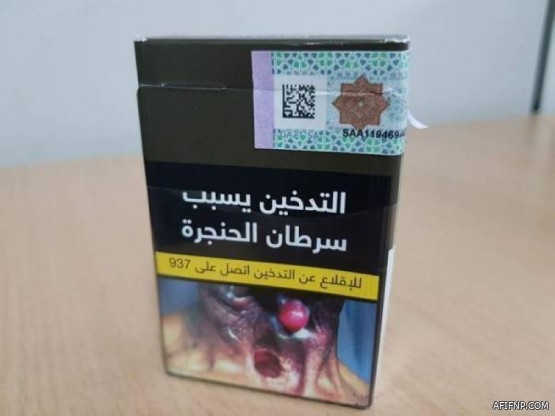 SAA119469
التدخين يسبب
سرطان الحنجرة
للإقلاع عن التدخين اتصل على 937
AFIFNP.COM